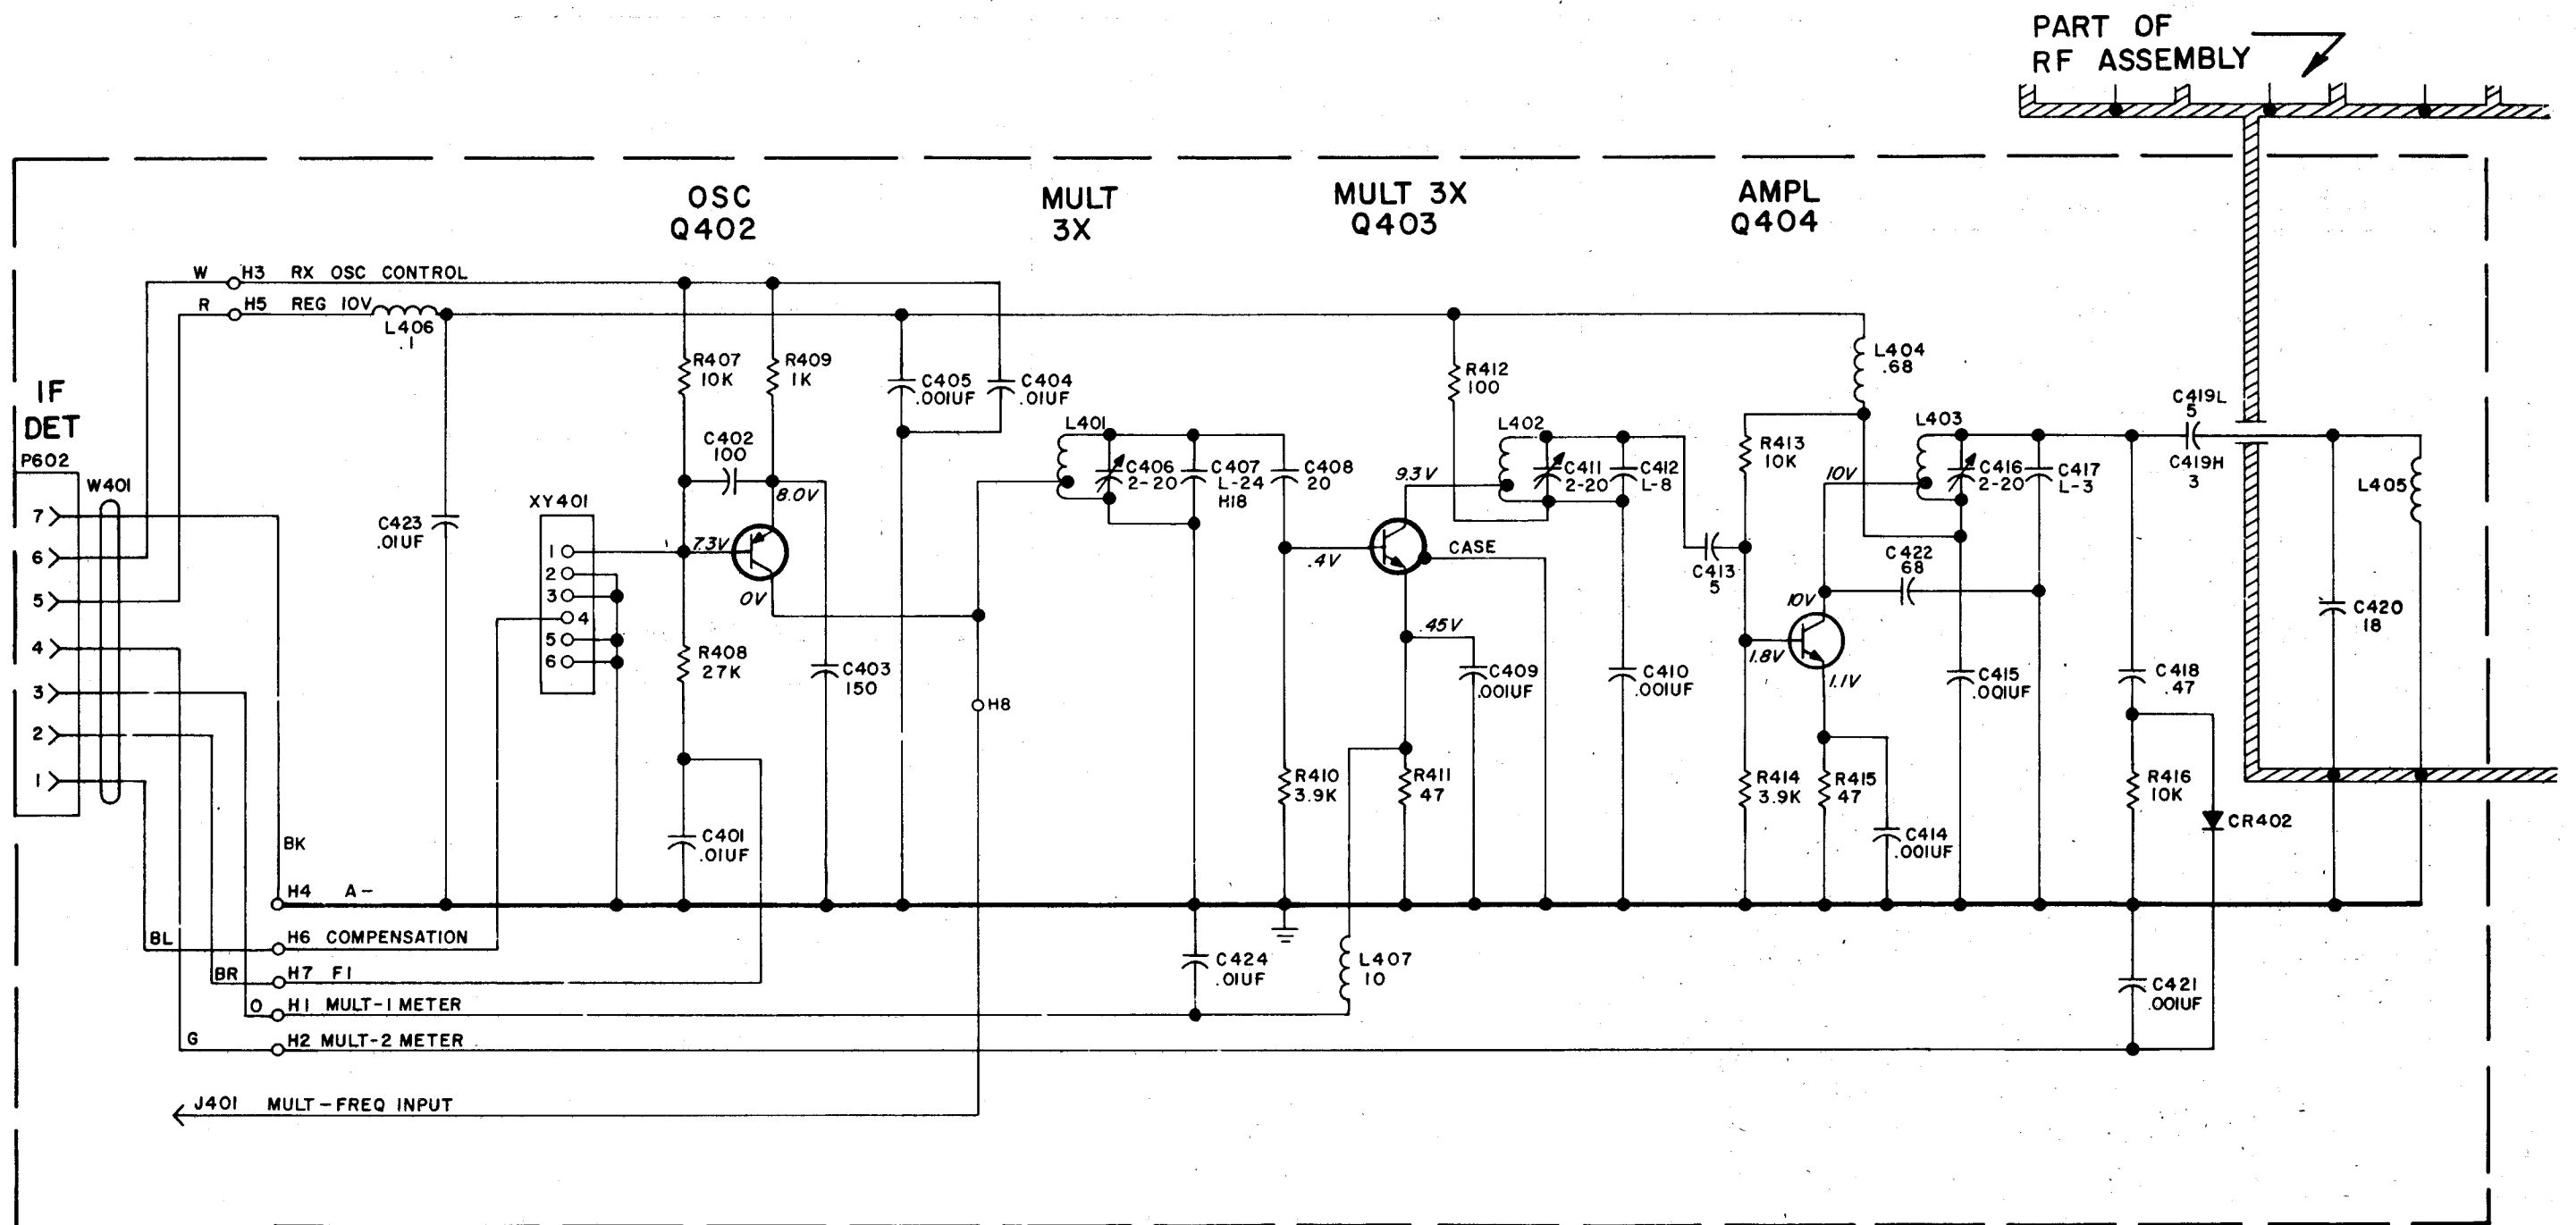 PART OF
RF ASSEMBLY
OSC
Q402
MULT
3X
MULT 3X
Q403
AMPL
Q404
W H3 RX OSC CONTROL
R H5 REG 10V
L406
.1
R407
10K
R409
1K
C405
.001UF
C404
.01UF
R412
100
L404
.68
IF
DET
P602
W401
7
6
5
4
3
2
1
C423
.01UF
XY401
1
2
3
4
5
6
C402
100
8.0V
7.3V
0V
R408
27K
C403
150
C401
.01UF
L401
C406
2-20
C407
L-24
H18
C408
20
H8
9.3V
.4V
CASE
.45V
L402
C411
2-20
C412
L-8
C409
.001UF
C410
.001UF
R410
3.9K
R411
47
R413
10K
C413
5
10V
10V
1.8V
1.1V
L403
C416
2-20
C417
L-3
C422
68
C415
.001UF
R414
3.9K
R415
47
C414
.001UF
C419L
5
C419H
3
L405
C420
18
C418
.47
R416
10K
CR402
BK
H4 A-
BL H6 COMPENSATION
BR H7 F1
O H1 MULT-1 METER
G H2 MULT-2 METER
C424
.01UF
L407
10
C421
.001UF
J401 MULT-FREQ INPUT